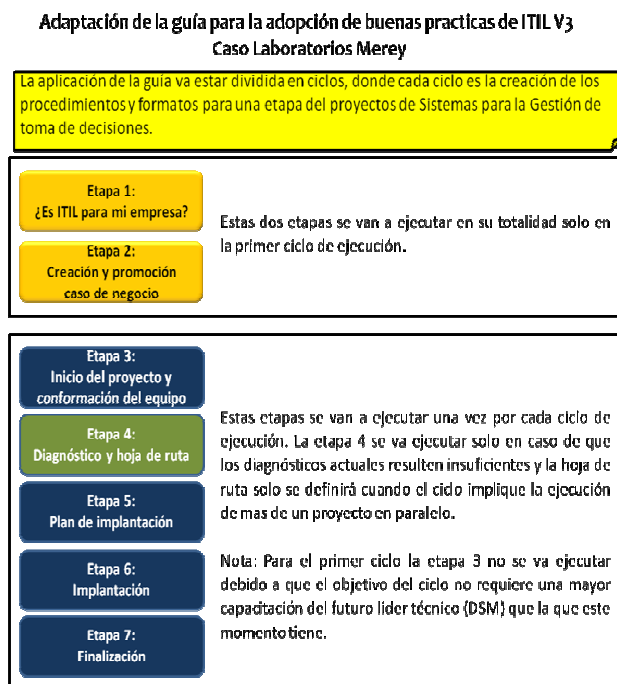 Adaptación de la guía para la adopción de buenas practicas de ITIL V3
Caso Laboratorios Merey
La aplicación de la guía va estar dividida en ciclos, donde cada ciclo es la creación de los
procedimientos y formatos para una etapa del proyectos de Sistemas para la Gestión de
toma de decisiones.
Etapa 1:
¿Es ITIL para mi empresa?
Etapa 2:
Creación y promoción
caso de negocio
Estas dos etapas se van a ejecutar en su totalidad solo en
la primer ciclo de ejecución.
Etapa 3:
Inicio del proyecto y
conformación del equipo
Etapa 4:
Diagnóstico y hoja de ruta
Etapa 5:
Plan de implantación
Etapa 6:
Implantación
Etapa 7:
Finalización
Estas etapas se van a ejecutar una vez por cada ciclo de
ejecución. La etapa 4 se va ejecutar solo en caso de que
los diagnósticos actuales resulten insuficientes y la hoja de
ruta solo se definirá cuando el ciclo implique la ejecución
de mas de un proyecto en paralelo.
Nota: Para el primer ciclo la etapa 3 no se va ejecutar
debido a que el objetivo del ciclo no requiere una mayor
capacitación del futuro líder técnico (DSM) que la que este
momento tiene.